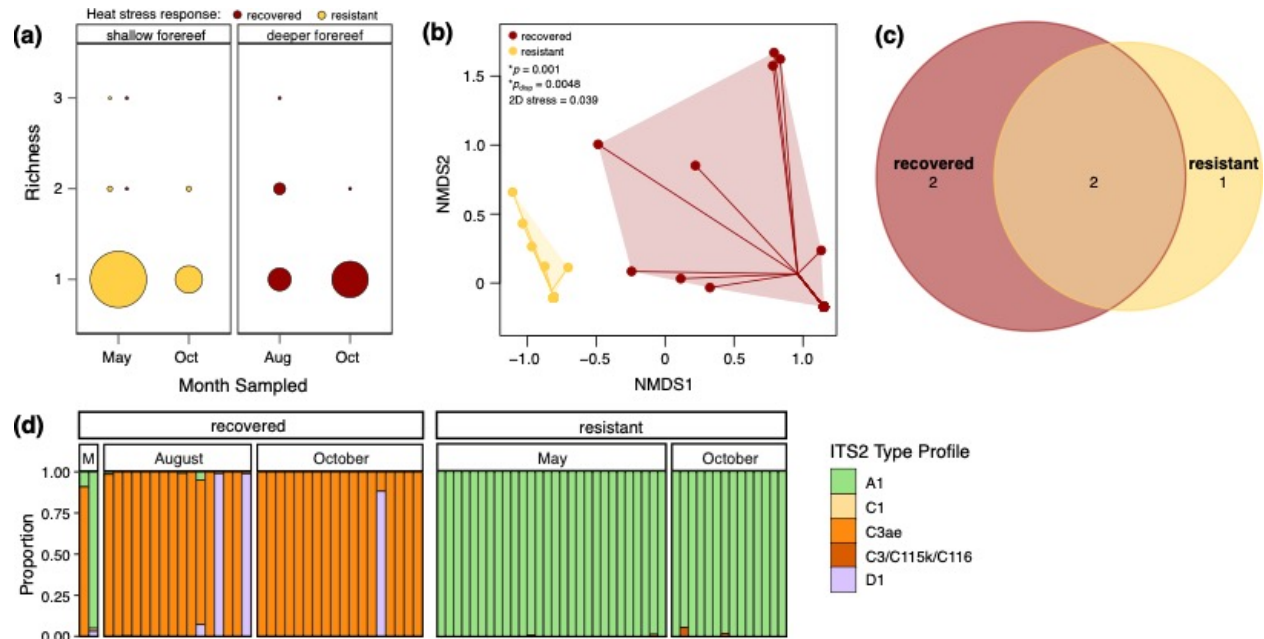 Heat stress response: recovered resistant
(a)
shallow forereef deeper forereef
3
2
1
Richness
May Oct Aug Oct
Month Sampled
(b)
recovered
resistant
*p = 0.001
*pdisp = 0.0048
2D stress = 0.039
1.5
1.0
0.5
0
NMDS2
−1.0 −0.5 0 0.5 1.0
NMDS1
(c)
recovered
2
2
resistant
1
(d)
recovered resistant
M August October May October
1.00
0.75
0.50
0.25
0.00
Proportion
ITS2 Type Profile
A1
C1
C3ae
C3/C115k/C116
D1